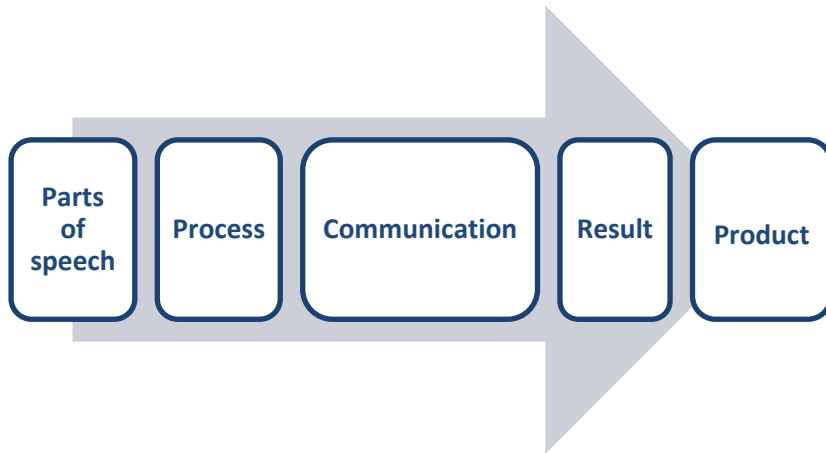 Parts
of
speech
Process
Communication
Result
Product